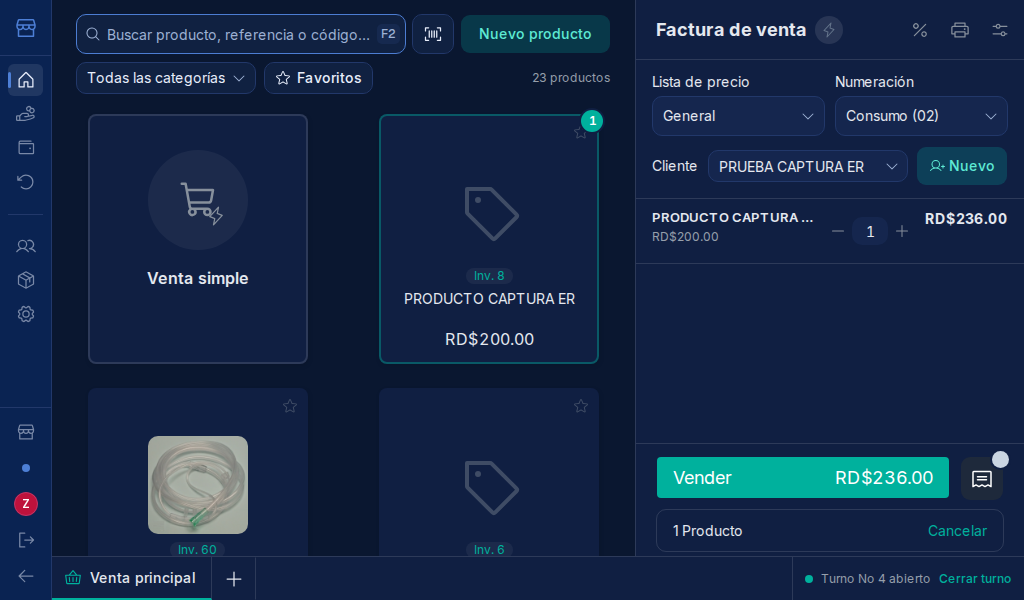 Buscar producto, referencia o código... F2
Nuevo producto
Todas las categorías
Favoritos
23 productos
Venta simple
1
Inv. 8
PRODUCTO CAPTURA ER
RD$200.00
Inv. 60
Inv. 6
Factura de venta
Lista de precio
Numeración
General
Consumo (02)
Cliente
PRUEBA CAPTURA ER
Nuevo
PRODUCTO CAPTURA ...
RD$200.00
1
RD$236.00
Vender RD$236.00
1 Producto
Cancelar
Z
Venta principal
Turno No 4 abierto
Cerrar turno